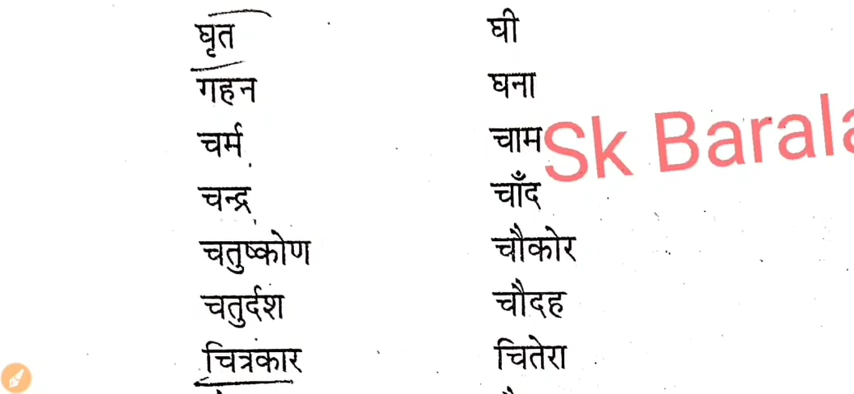 घृत घी
गहन घना
चर्म चाम
चन्द्र चाँद
चतुष्कोण चौकोर
चतुर्दश चौदह
चित्रकार चितेरा
Sk Barala